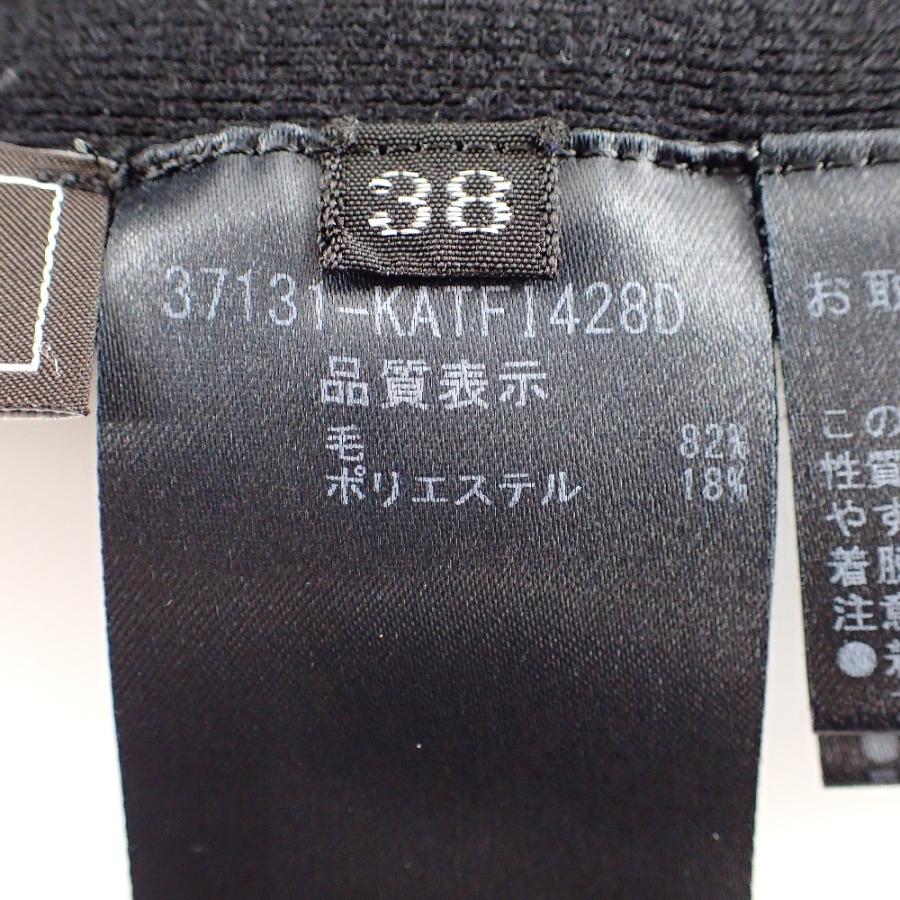 38
37131-KATFI428D
品質表示
毛 82%
ポリエステル 18%
お取
この
性質
やす
着脱
注意
●着